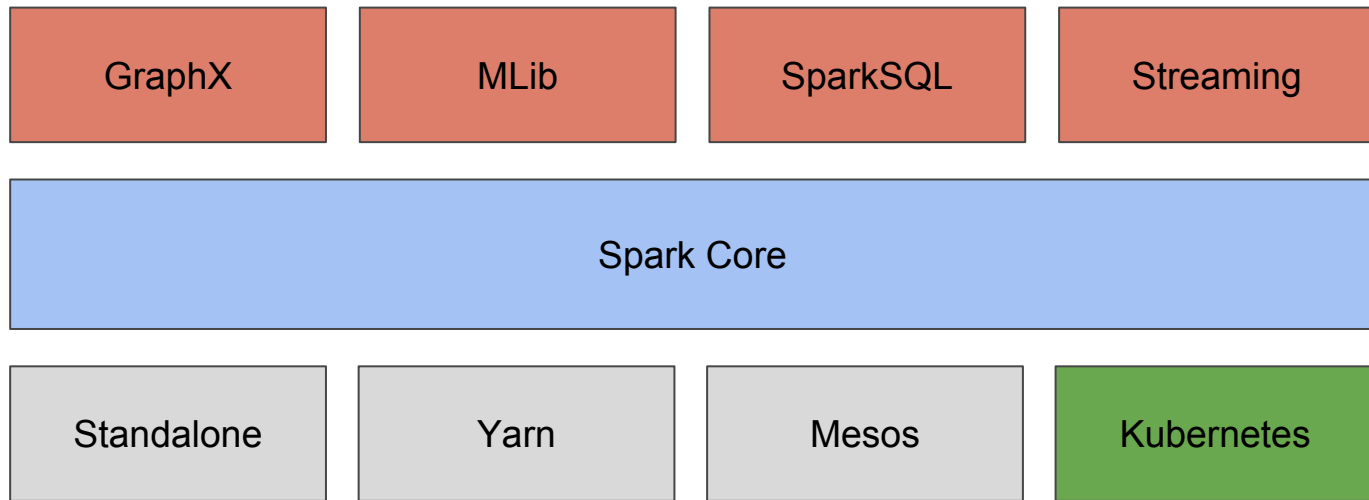 GraphX
MLib
SparkSQL
Streaming
Spark Core
Standalone
Yarn
Mesos
Kubernetes